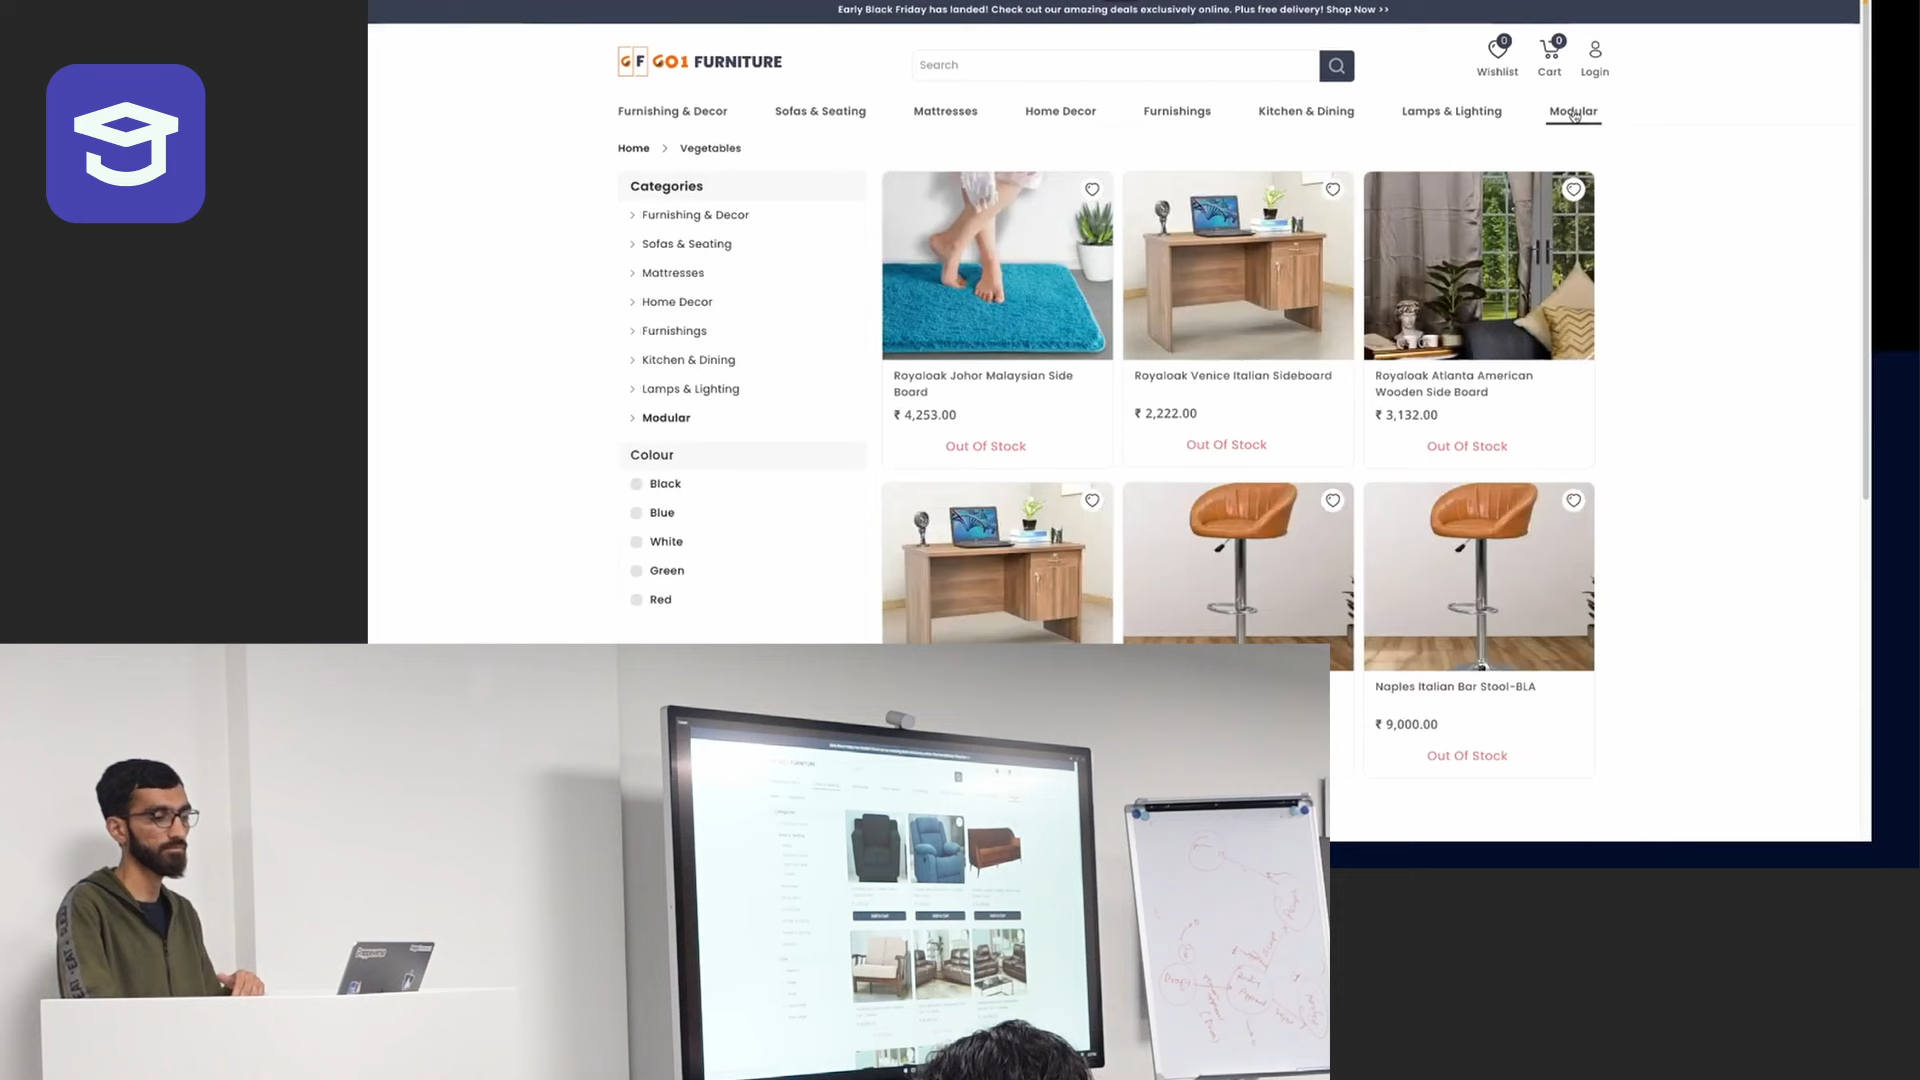 Early Black Friday has landed! Check out our amazing deals exclusively online. Plus free delivery! Shop Now >>
GF GO1 FURNITURE
Search
0
0
Wishlist
Cart
Login
Furnishing & Decor
Sofas & Seating
Mattresses
Home Decor
Furnishings
Kitchen & Dining
Lamps & Lighting
Modular
Home > Vegetables
Categories
> Furnishing & Decor
> Sofas & Seating
> Mattresses
> Home Decor
> Furnishings
> Kitchen & Dining
> Lamps & Lighting
> Modular
Colour
Black
Blue
White
Green
Red
Royaloak Johor Malaysian Side
Board
₹ 4,253.00
Out Of Stock
Royaloak Venice Italian Sideboard
₹ 2,222.00
Out Of Stock
Royaloak Atlanta American
Wooden Side Board
₹ 3,132.00
Out Of Stock
Naples Italian Bar Stool-BLA
₹ 9,000.00
Out Of Stock
FURNITURE